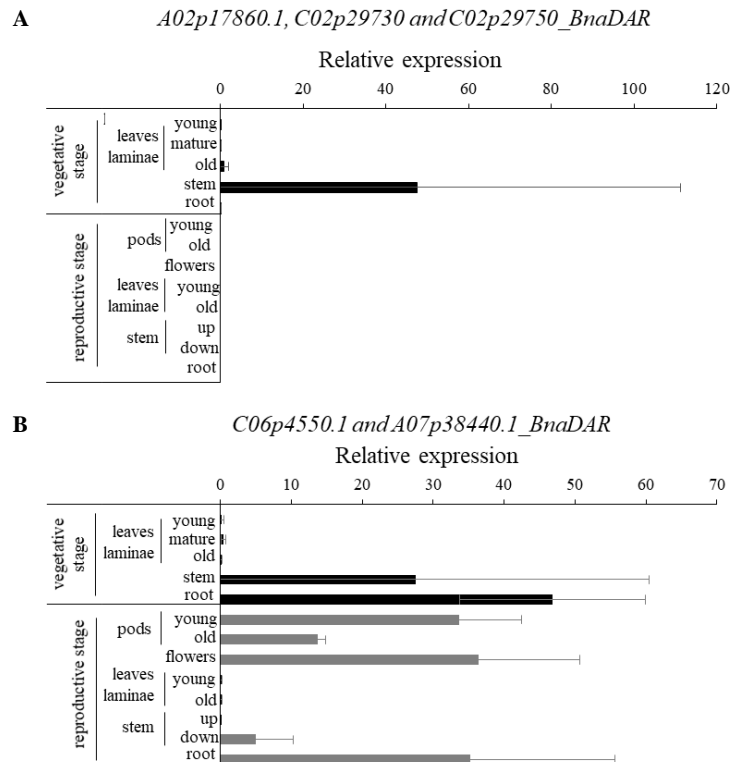 A A02p17860.1, C02p29730 and C02p29750_BnaDAR
Relative expression
0 20 40 60 80 100 120
vegetative stage
leaves laminae
young
mature
old
stem
root
reproductive stage
pods
young
old
flowers
leaves laminae
young
old
stem
up
down
root
B C06p4550.1 and A07p38440.1_BnaDAR
Relative expression
0 10 20 30 40 50 60 70
vegetative stage
leaves laminae
young
mature
old
stem
root
reproductive stage
pods
young
old
flowers
leaves laminae
young
old
stem
up
down
root